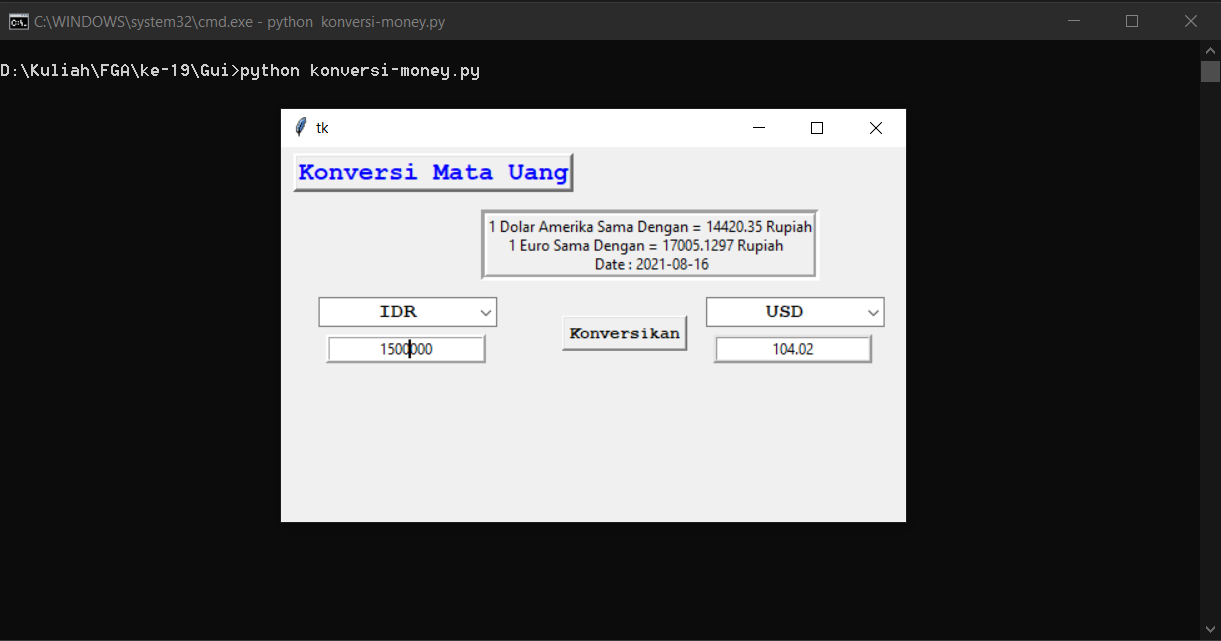 C:\WINDOWS\system32\cmd.exe - python  konversi-money.py
D:\Kuliah\FGA\ke-19\Gui>python konversi-money.py
tk
Konversi Mata Uang
1 Dolar Amerika Sama Dengan = 14420.35 Rupiah
1 Euro Sama Dengan = 17005.1297 Rupiah
Date : 2021-08-16
IDR
USD
Konversikan
1500000
104.02